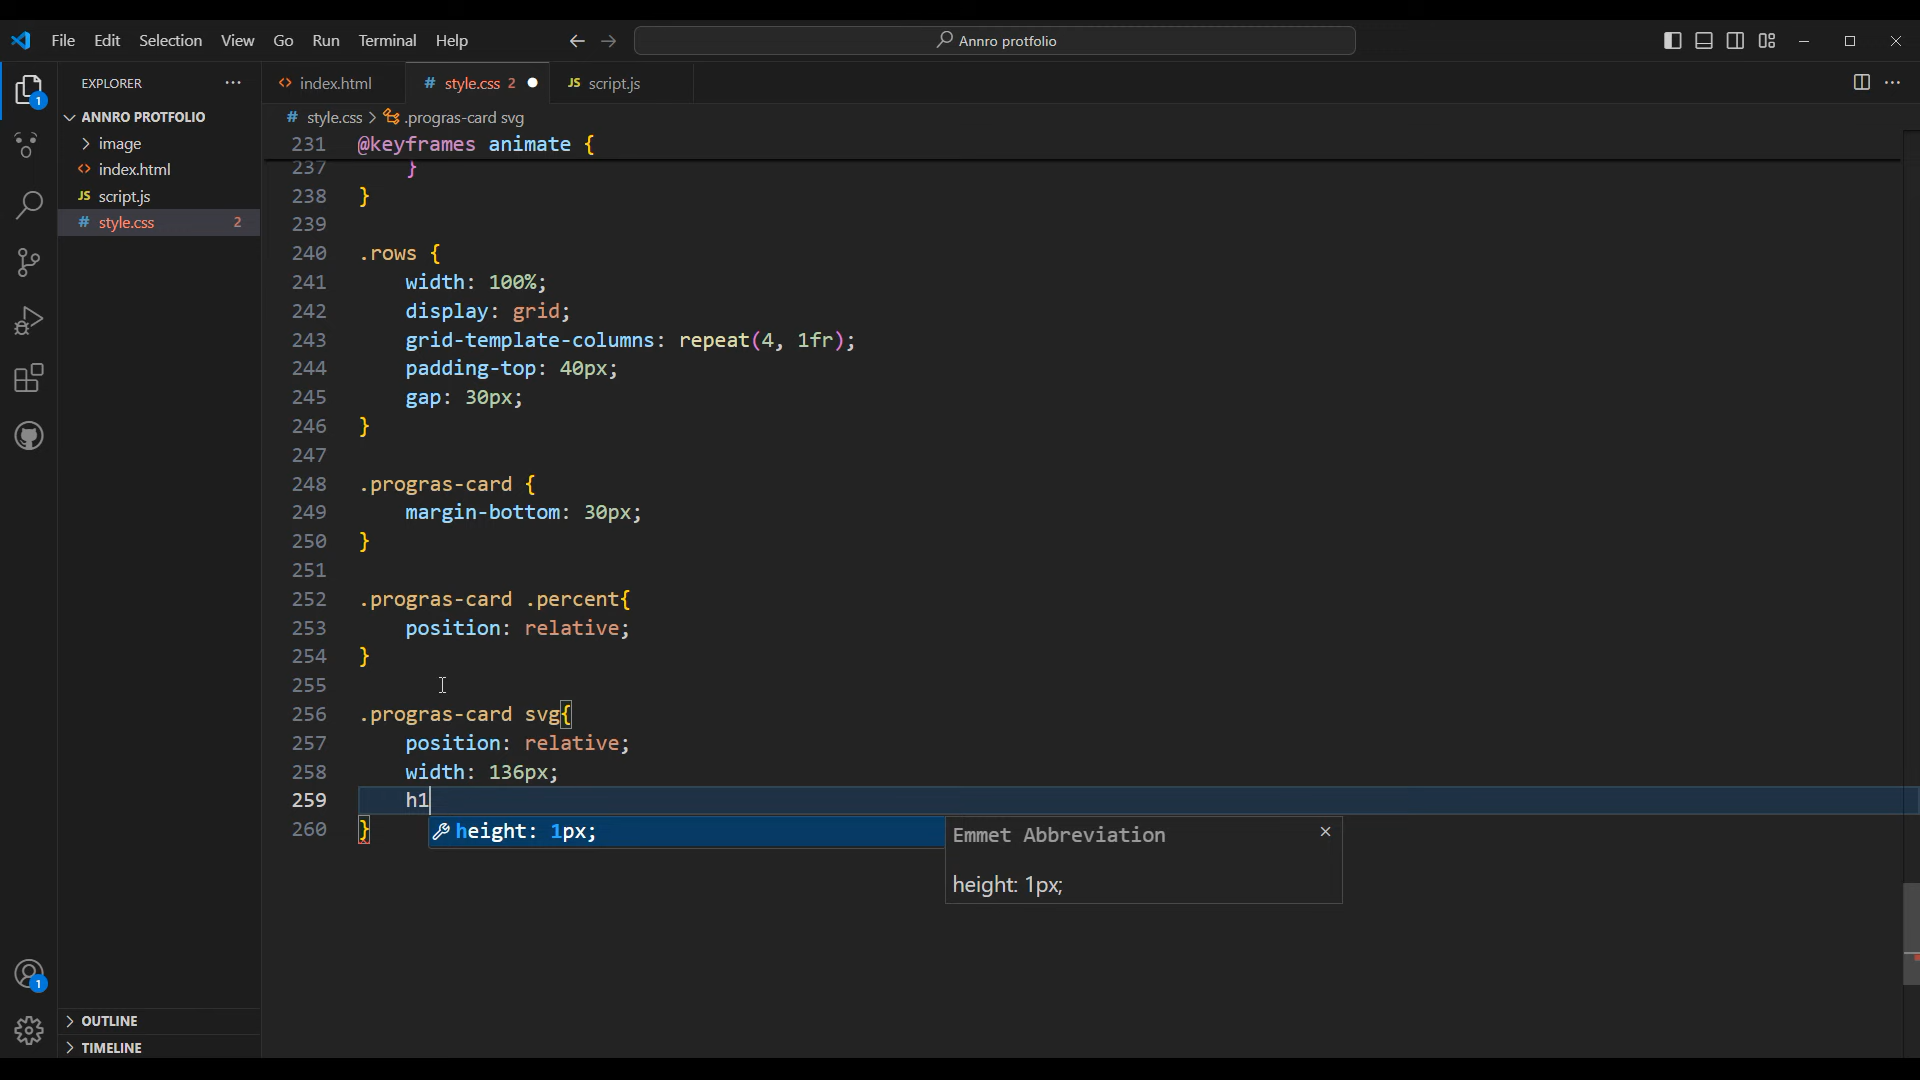 File Edit Selection View Go Run Terminal Help
Annro protfolio
EXPLORER
index.html
style.css 2
script.js
ANNRO PROTFOLIO
image
index.html
JS script.js
# style.css 2
# style.css > .progras-card svg
231 @keyframes animate {
237 }
238 }
239
240 .rows {
241 width: 100%;
242 display: grid;
243 grid-template-columns: repeat(4, 1fr);
244 padding-top: 40px;
245 gap: 30px;
246 }
247
248 .progras-card {
249 margin-bottom: 30px;
250 }
251
252 .progras-card .percent{
253 position: relative;
254 }
255
256 .progras-card svg{
257 position: relative;
258 width: 136px;
259 h1
260 }
height: 1px;
Emmet Abbreviation
height: 1px;
1
1
OUTLINE
TIMELINE